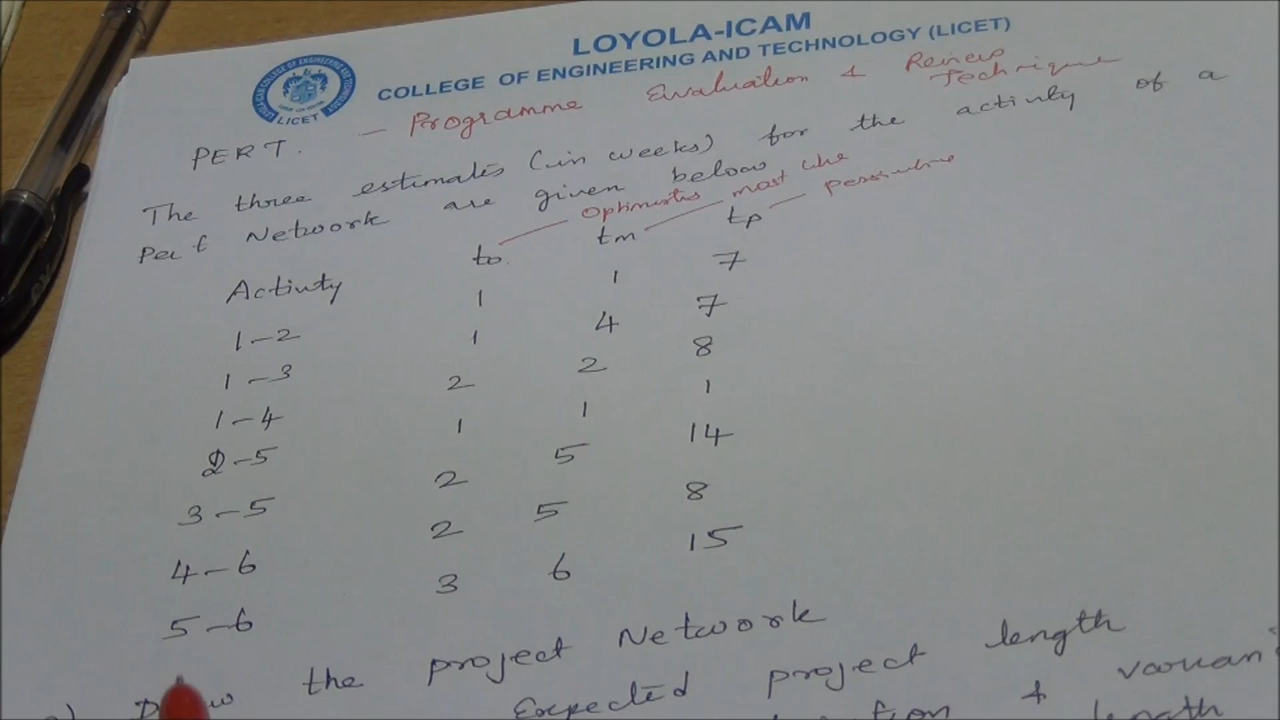 LOYOLA-ICAM
COLLEGE OF ENGINEERING AND TECHNOLOGY (LICET)
LICET
PERT. - Programme Evaluation & Review Technique
The three estimates (in weeks) for the activity of a
Pert Network are given below
Optimistic most like
Activity to. tm tp
1-2 1 1 7
1-3 1 4 7
1-4 2 2 8
2-5 1 1 1
3-5 2 5 14
4-6 2 5 8
5-6 3 6 15
the project Network
Expected project length
& varian
length